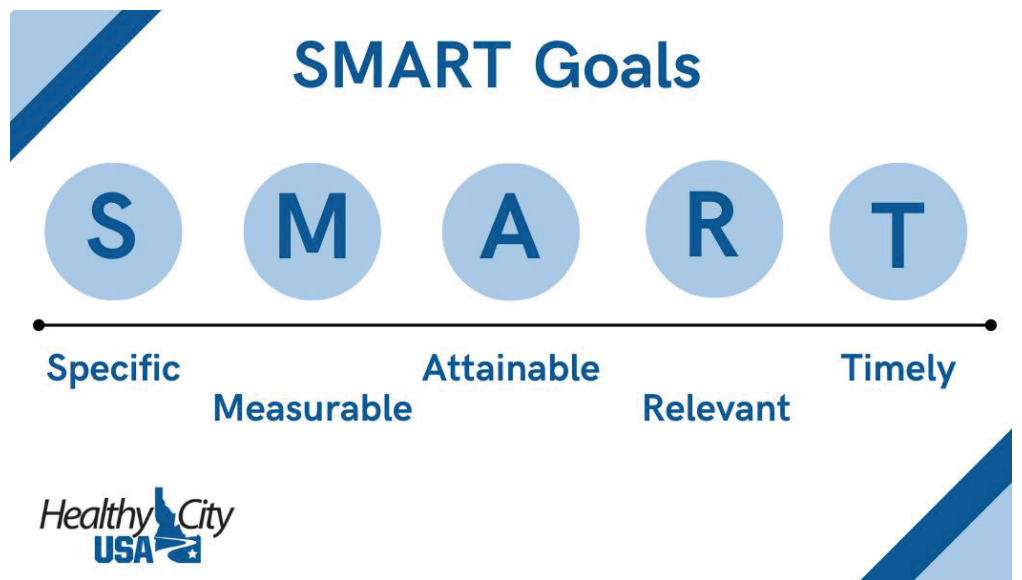 SMART Goals
S M A R T
Specific
Measurable
Attainable
Relevant
Timely
Healthy City
USA